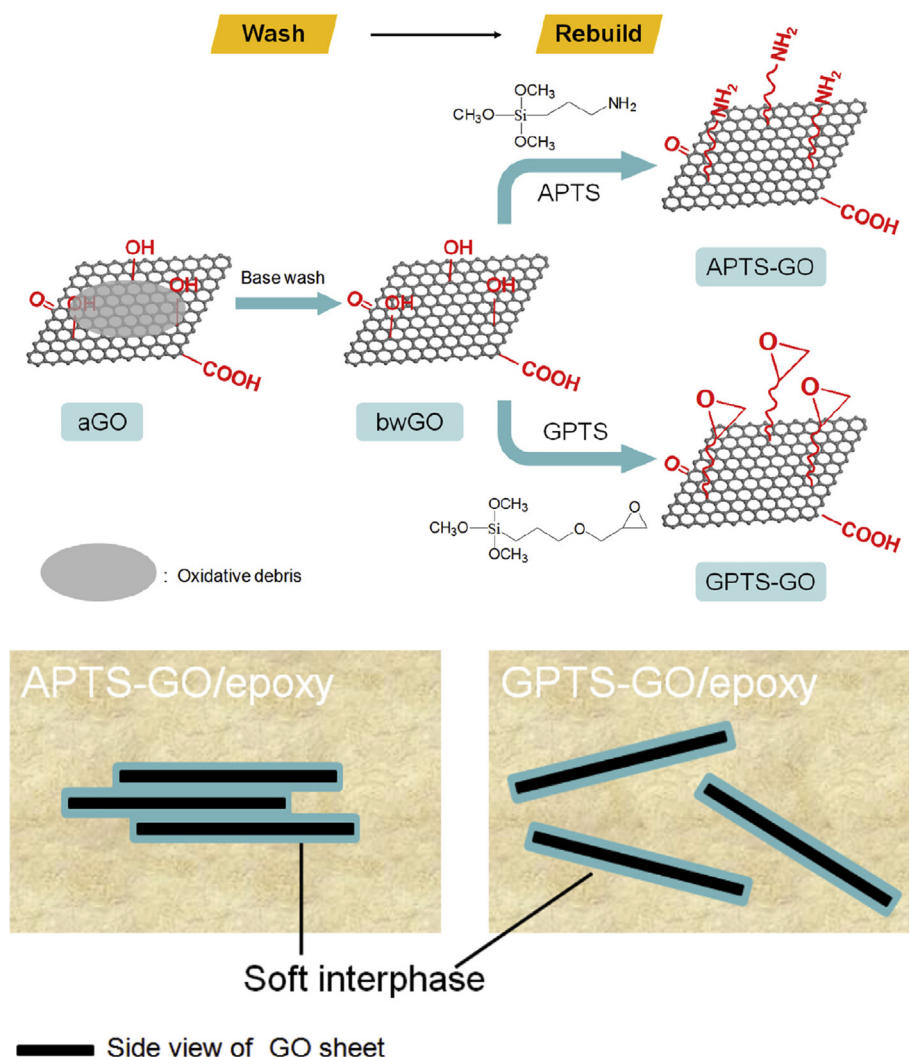 Wash
Rebuild
OCH₃
CH₃O
Si
NH₂
OCH₃
APTS
NH₂
NH₂
NH₂
O
COOH
APTS-GO
OH
OH
O
OH
COOH
aGO
Base wash
OH
OH
O
OH
COOH
bwGO
GPTS
OCH₃
CH₃O
Si
O
O
OCH₃
O
O
O
O
COOH
GPTS-GO
: Oxidative debris
APTS-GO/epoxy
GPTS-GO/epoxy
Soft interphase
Side view of GO sheet